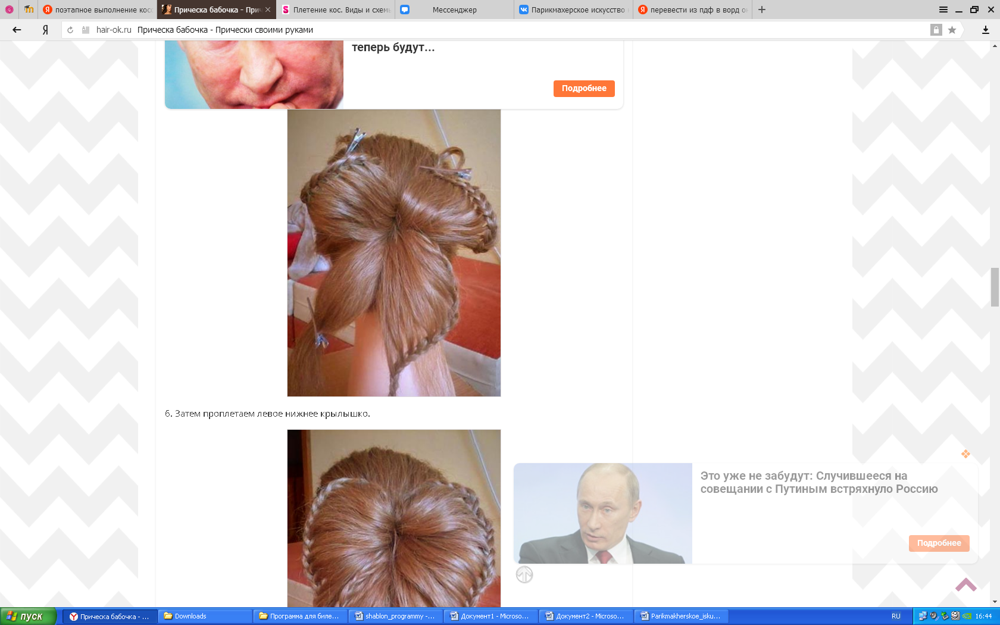 поэтапное выполнение кос
Прическа бабочка - При
Плетение кос. Виды и схемь
Мессенджер
Парикмахерское искусство
перевести из пдф в ворд он
hair-ok.ru Прическа бабочка - Прически своими руками
теперь будут...
Подробнее
6. Затем проплетаем левое нижнее крылышко.
Это уже не забудут: Случившееся на
совещании с Путиным встряхнуло Россию
Подробнее
пуск
Прическа бабочка - ...
Downloads
Программа для биле...
shablon_programmy -...
Документ1 - Microso...
Документ2 - Microso...
Parikmakherskoe_isku...
RU
16:44